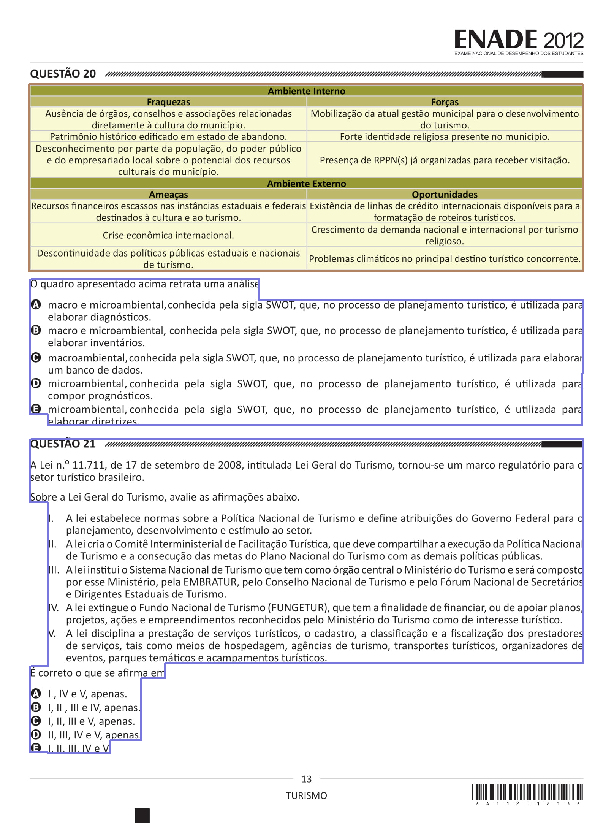 ENADE 2012
EXAME NACIONAL DE DESEMPENHO DOS ESTUDANTES
QUESTÃO 20
Ambiente Interno
Fraquezas
Forças
Ausência de órgãos, conselhos e associações relacionadas
diretamente à cultura do município.
Mobilização da atual gestão municipal para o desenvolvimento
do turismo.
Patrimônio histórico edificado em estado de abandono.
Forte identidade religiosa presente no município.
Desconhecimento por parte da população, do poder público
e do empresariado local sobre o potencial dos recursos
culturais do município.
Presença de RPPN(s) já organizadas para receber visitação.
Ambiente Externo
Ameaças
Oportunidades
Recursos financeiros escassos nas instâncias estaduais e federais
destinados à cultura e ao turismo.
Existência de linhas de crédito internacionais disponíveis para a
formatação de roteiros turísticos.
Crise econômica internacional.
Crescimento da demanda nacional e internacional por turismo
religioso.
Descontinuidade das políticas públicas estaduais e nacionais
de turismo.
Problemas climáticos no principal destino turístico concorrente.
O quadro apresentado acima retrata uma análise
A macro e microambiental, conhecida pela sigla SWOT, que, no processo de planejamento turístico, é utilizada para
elaborar diagnósticos.
B macro e microambiental, conhecida pela sigla SWOT, que, no processo de planejamento turístico, é utilizada para
elaborar inventários.
C macroambiental, conhecida pela sigla SWOT, que, no processo de planejamento turístico, é utilizada para elaborar
um banco de dados.
D microambiental, conhecida pela sigla SWOT, que, no processo de planejamento turístico, é utilizada para
compor prognósticos.
E microambiental, conhecida pela sigla SWOT, que, no processo de planejamento turístico, é utilizada para
elaborar diretrizes.
QUESTÃO 21
A Lei n.º 11.711, de 17 de setembro de 2008, intitulada Lei Geral do Turismo, tornou-se um marco regulatório para o
setor turístico brasileiro.
Sobre a Lei Geral do Turismo, avalie as afirmações abaixo.
I. A lei estabelece normas sobre a Política Nacional de Turismo e define atribuições do Governo Federal para o
planejamento, desenvolvimento e estímulo ao setor.
II. A lei cria o Comitê Interministerial de Facilitação Turística, que deve compartilhar a execução da Política Nacional
de Turismo e a consecução das metas do Plano Nacional do Turismo com as demais políticas públicas.
III. A lei institui o Sistema Nacional de Turismo que tem como órgão central o Ministério do Turismo e será composto
por esse Ministério, pela EMBRATUR, pelo Conselho Nacional de Turismo e pelo Fórum Nacional de Secretários
e Dirigentes Estaduais de Turismo.
IV. A lei extingue o Fundo Nacional de Turismo (FUNGETUR), que tem a finalidade de financiar, ou de apoiar planos,
projetos, ações e empreendimentos reconhecidos pelo Ministério do Turismo como de interesse turístico.
V. A lei disciplina a prestação de serviços turísticos, o cadastro, a classificação e a fiscalização dos prestadores
de serviços, tais como meios de hospedagem, agências de turismo, transportes turísticos, organizadores de
eventos, parques temáticos e acampamentos turísticos.
É correto o que se afirma em
A I , IV e V, apenas.
B I, II , III e IV, apenas.
C I, II, III e V, apenas.
D II, III, IV e V, apenas.
E I, II, III, IV e V
13
TURISMO